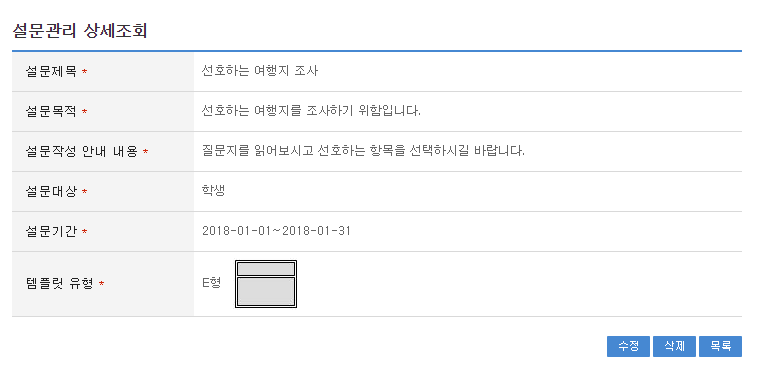 설문관리 상세조회
설문제목 *
선호하는 여행지 조사
설문목적 *
선호하는 여행지를 조사하기 위함입니다.
설문작성 안내 내용 *
질문지를 읽어보시고 선호하는 항목을 선택하시길 바랍니다.
설문대상 *
학생
설문기간 *
2018-01-01~2018-01-31
템플릿 유형 *
E형
수정 삭제 목록